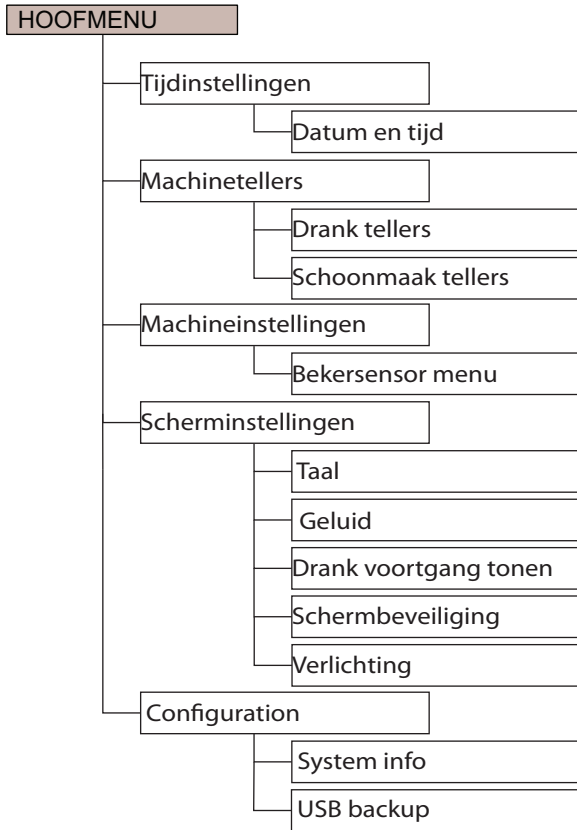 HOOFMENU
Tijdinstellingen
Datum en tijd
Machinetellers
Drank tellers
Schoonmaak tellers
Machineinstellingen
Bekersensor menu
Scherminstellingen
Taal
Geluid
Drank voortgang tonen
Schermbeveiliging
Verlichting
Configuration
System info
USB backup